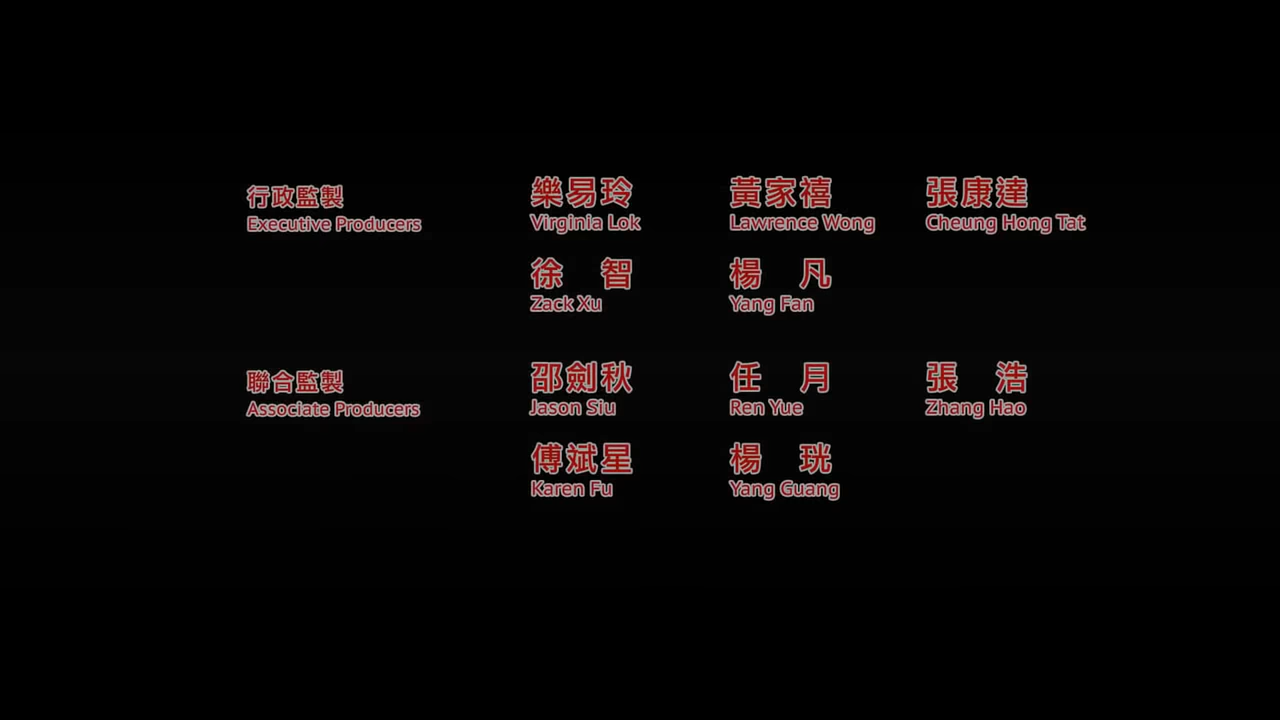 行政監製 樂易玲 黃家禧 張康達
Executive Producers Virginia Lok Lawrence Wong Cheung Hong Tat
徐 智 楊 凡
Zack Xu Yang Fan
聯合監製 邵劍秋 任 月 張 浩
Associate Producers Jason Siu Ren Yue Zhang Hao
傅斌星 楊 珖
Karen Fu Yang Guang